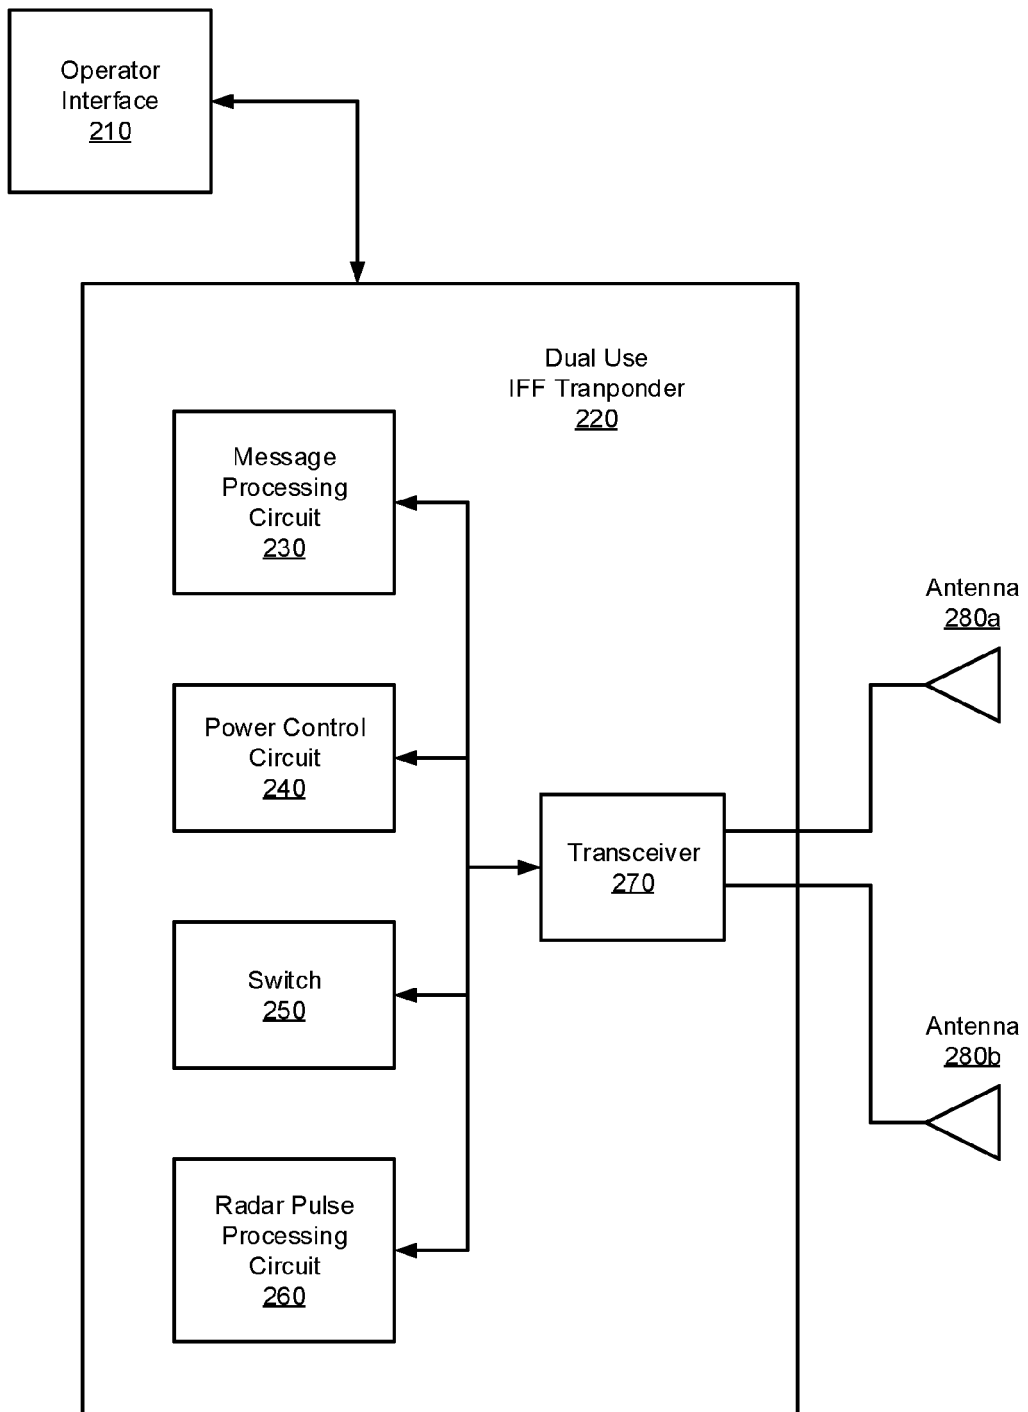 Operator
Interface
210
Dual Use
IFF Tranponder
220
Message
Processing
Circuit
230
Antenna
280a
Power Control
Circuit
240
Transceiver
270
Switch
250
Antenna
280b
Radar Pulse
Processing
Circuit
260